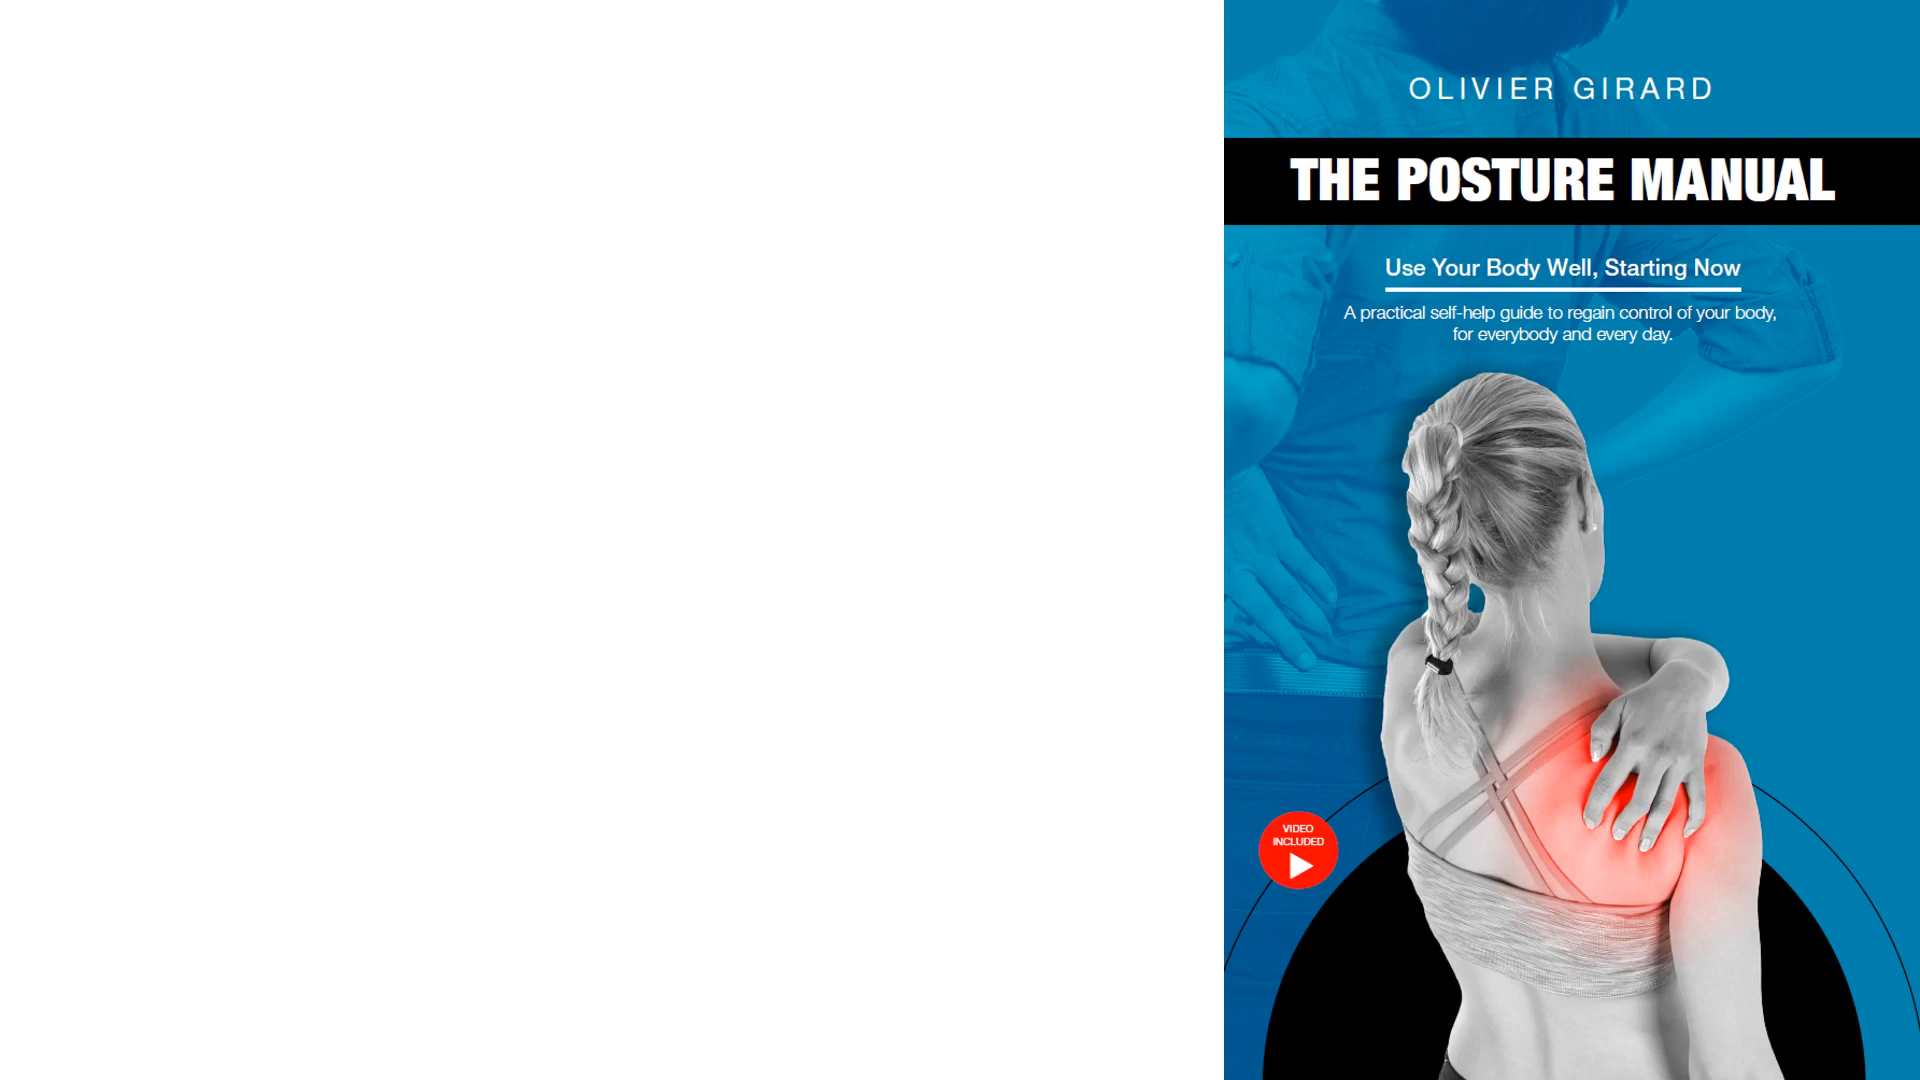 OLIVIER GIRARD
THE POSTURE MANUAL
Use Your Body Well, Starting Now
A practical self-help guide to regain control of your body,
for everybody and every day.
VIDEO
INCLUDED